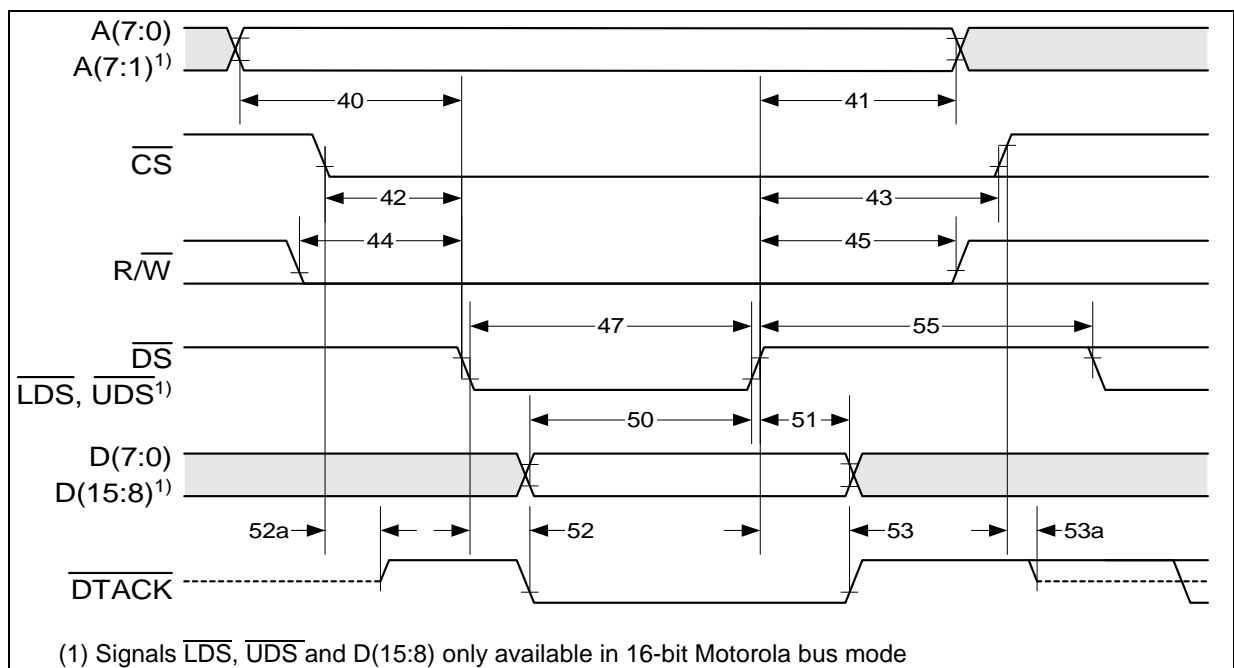 A(7:0)
A(7:1)1)
40
41
CS
42
43
44
45
R/W
47
55
DS
LDS, UDS1)
50
51
D(7:0)
D(15:8)1)
52a
52
53
53a
DTACK
(1) Signals LDS, UDS and D(15:8) only available in 16-bit Motorola bus mode